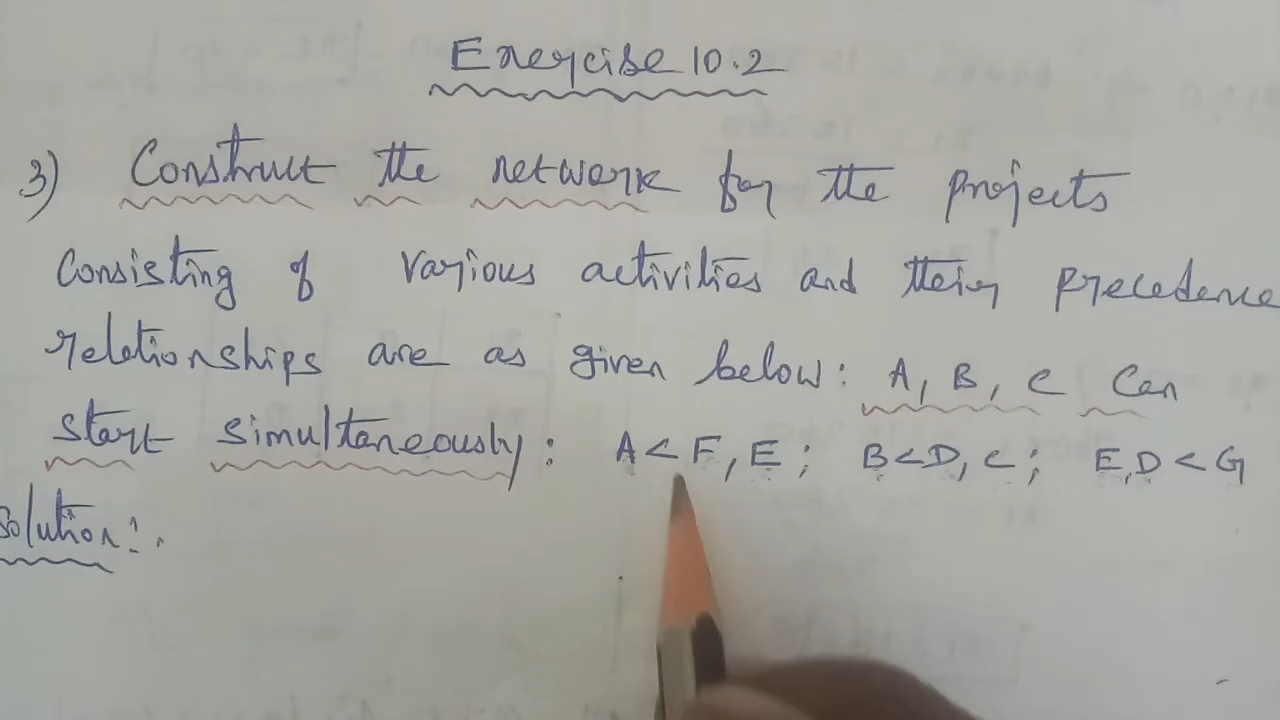 Exercise 10.2
3) Construct the network for the projects
consisting of various activities and their precedence
relationships are as given below: A, B, C Can
start simultaneously: A<F, E; B<D, C; E, D<G
Solution:.